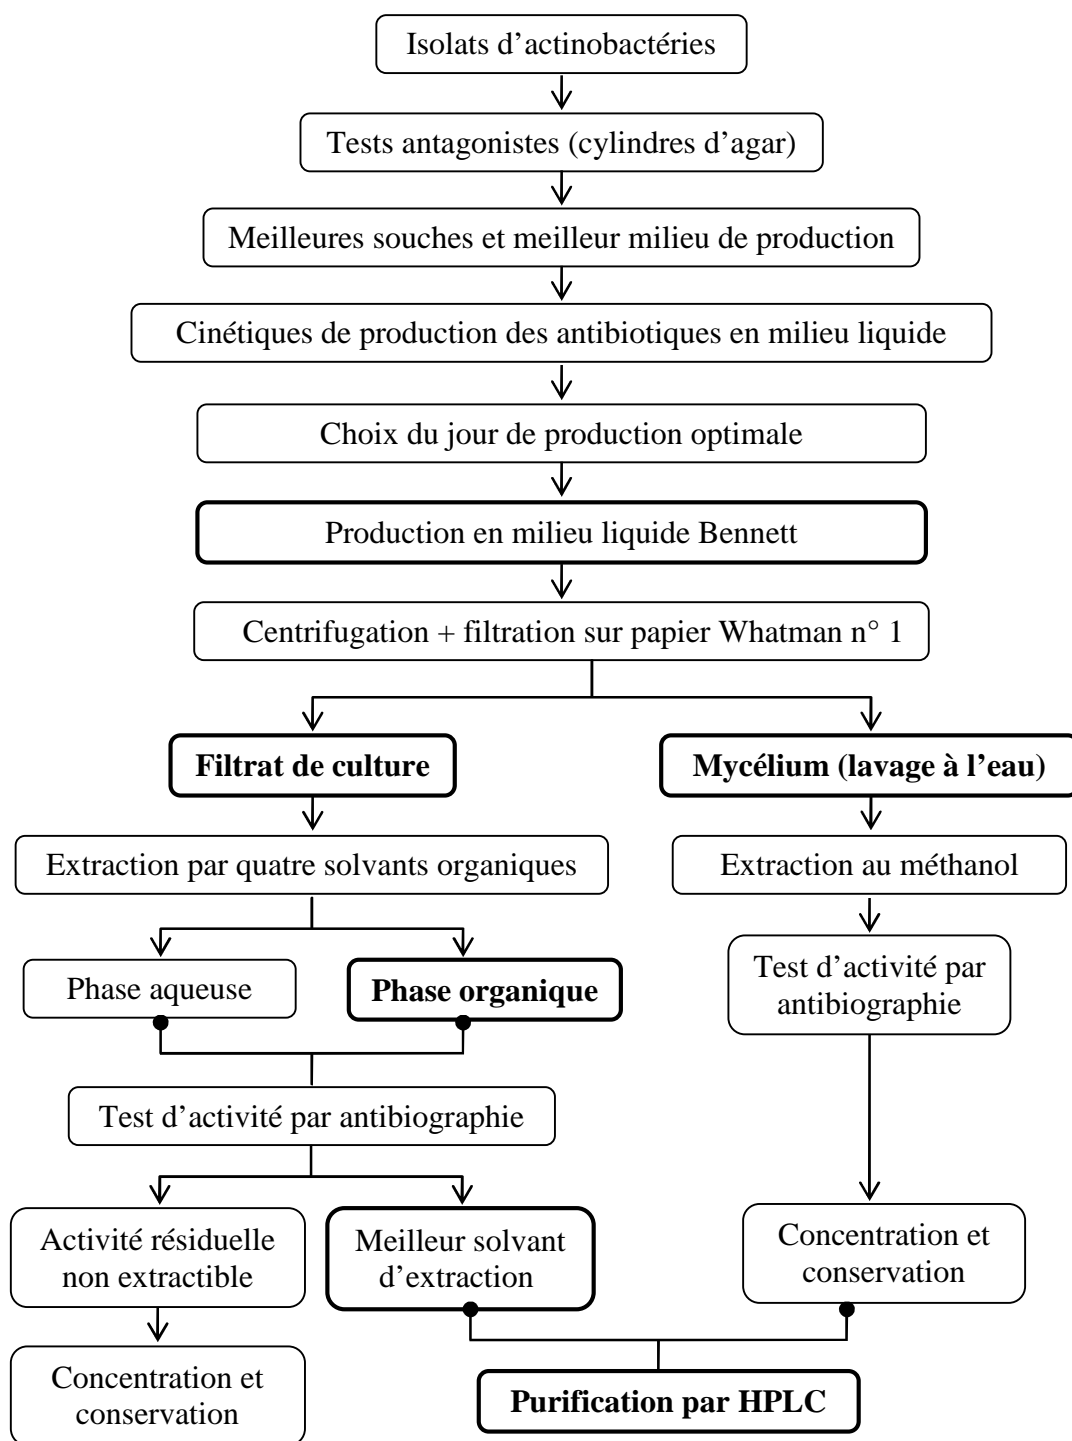 Isolats d’actinobactéries
Tests antagonistes (cylindres d’agar)
Meilleures souches et meilleur milieu de production
Cinétiques de production des antibiotiques en milieu liquide
Choix du jour de production optimale
Production en milieu liquide Bennett
Centrifugation + filtration sur papier Whatman n° 1
Filtrat de culture
Mycélium (lavage à l’eau)
Extraction par quatre solvants organiques
Extraction au méthanol
Phase aqueuse
Phase organique
Test d’activité par
antibiographie
Test d’activité par antibiographie
Activité résiduelle
non extractible
Meilleur solvant
d’extraction
Concentration et
conservation
Concentration et
conservation
Purification par HPLC